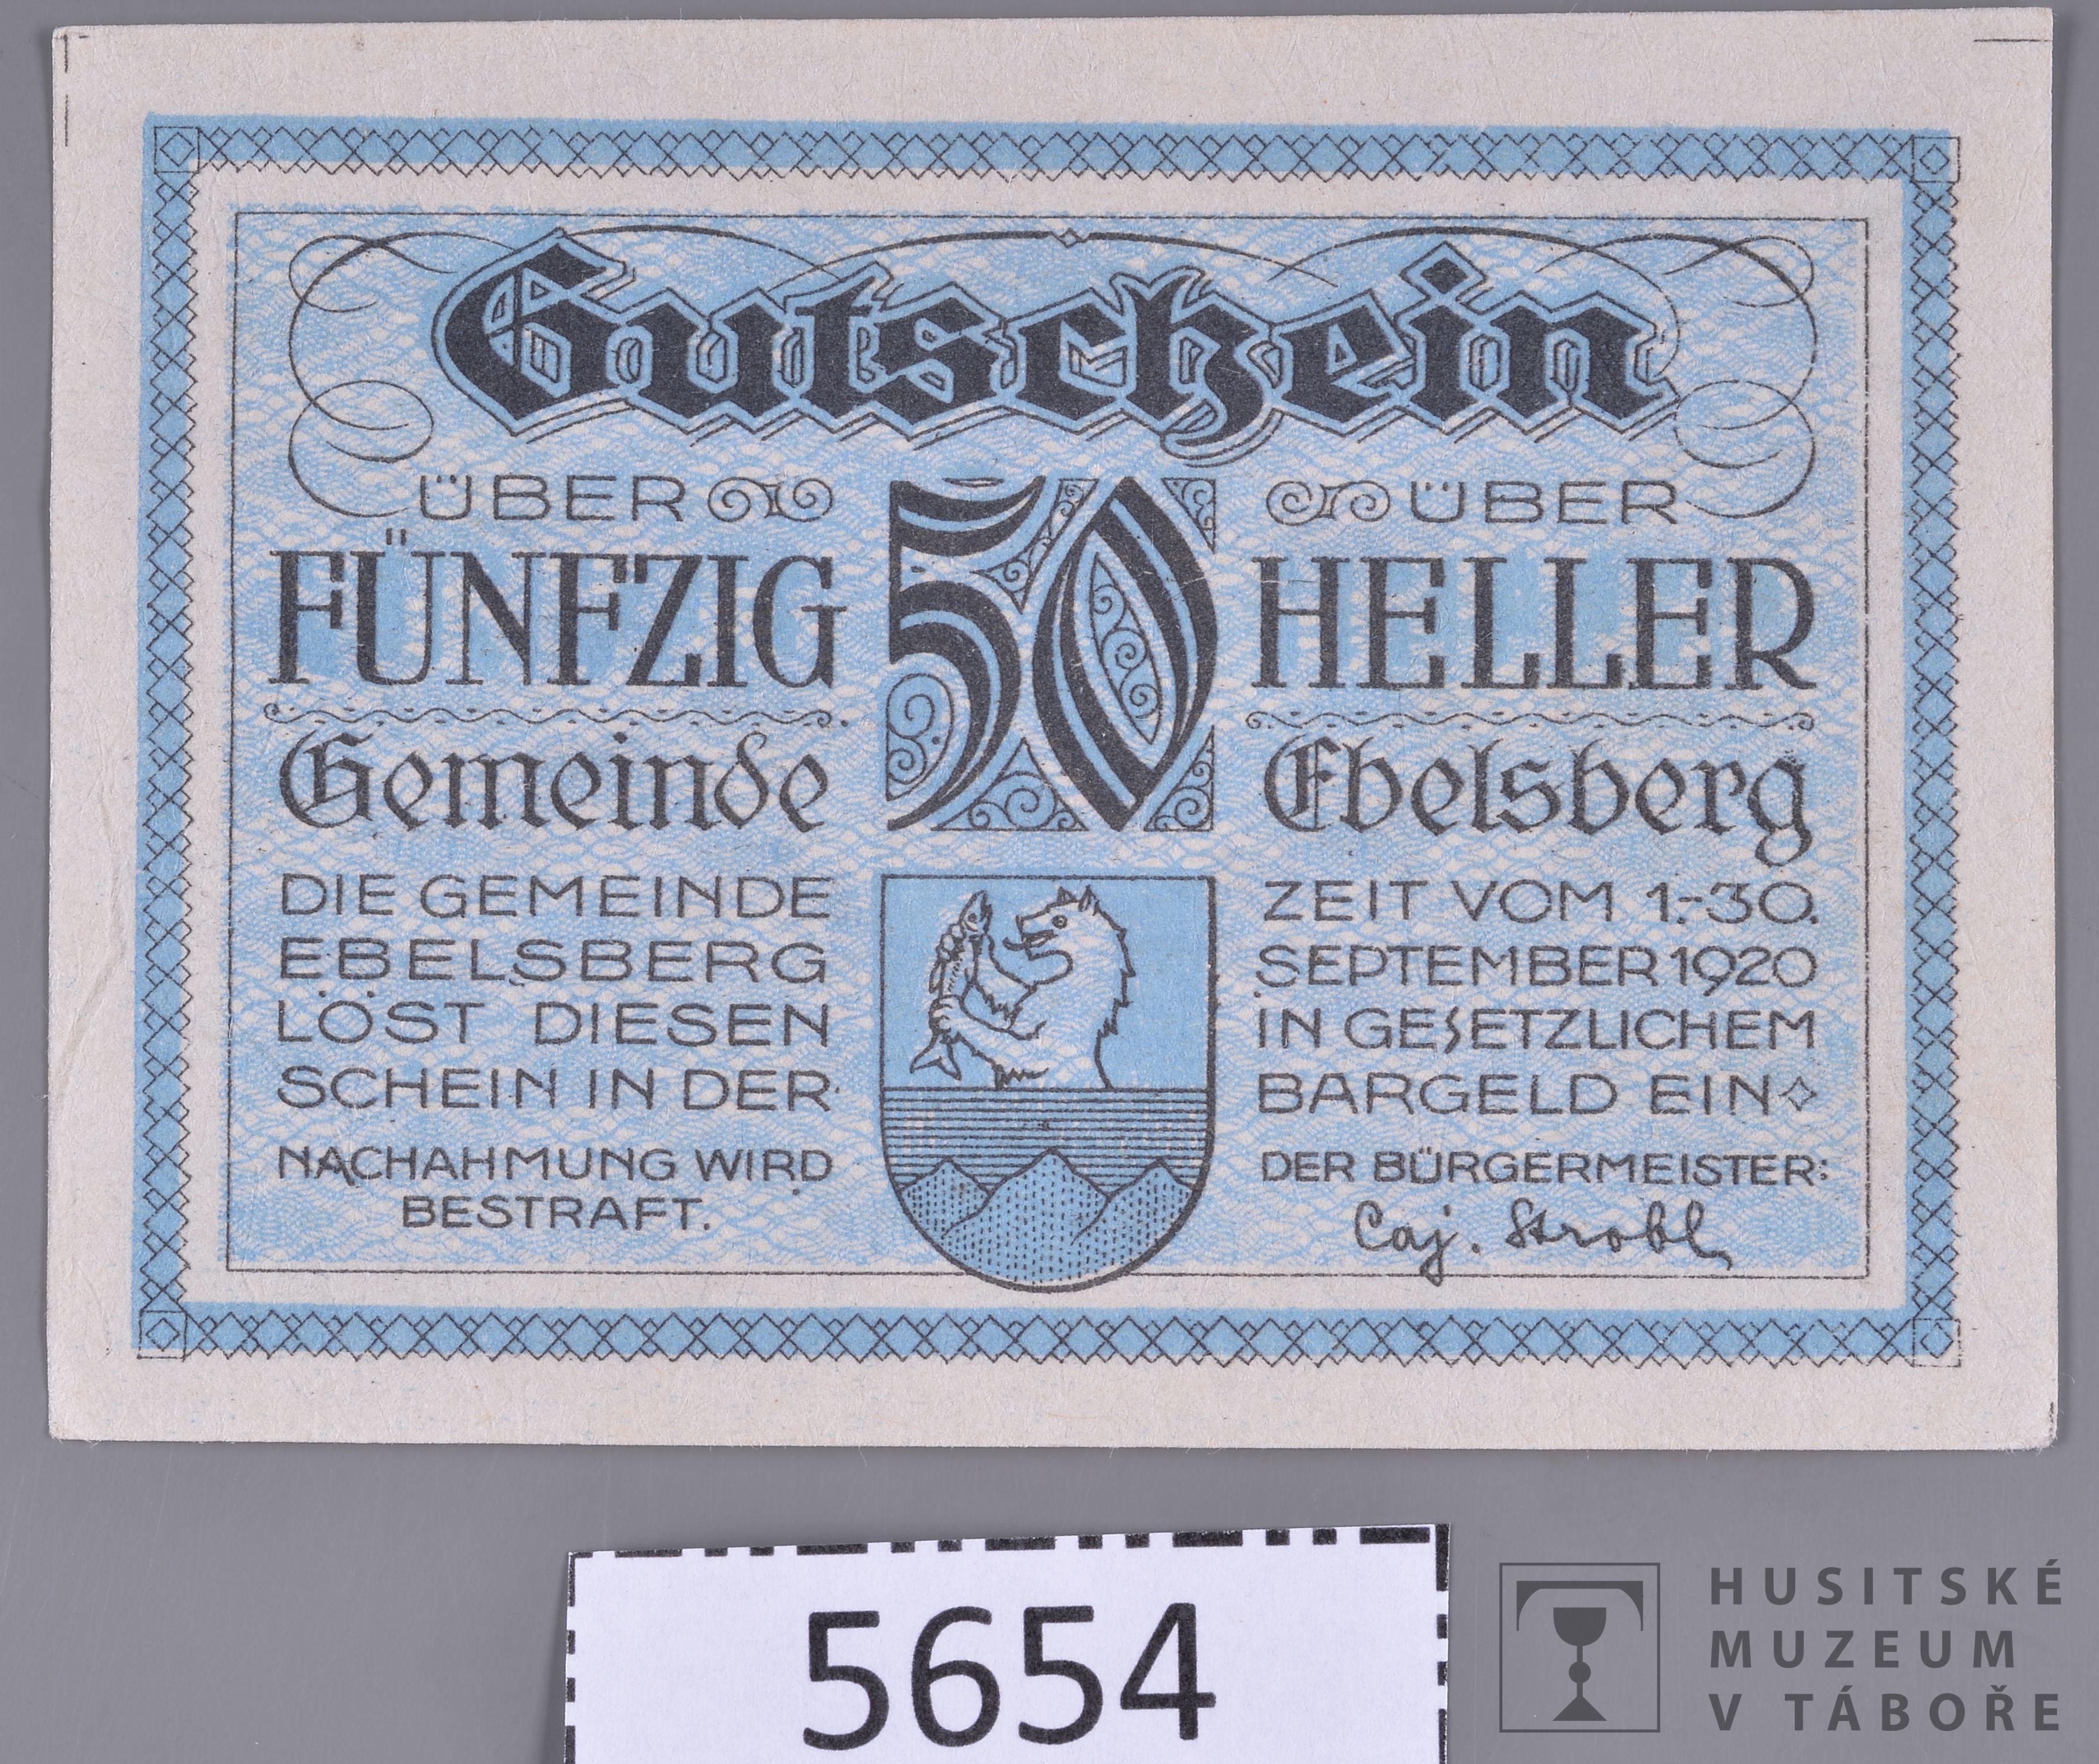 Gutschein
ÜBER 50 ÜBER
FÜNFZIG HELLER
Gemeinde Ebelsberg
DIE GEMEINDE
EBELSBERG
LÖST DIESEN
SCHEIN IN DER
NACHAHMUNG WIRD
BESTRAFT.
ZEIT VOM 1.-30.
SEPTEMBER 1920
IN GESETZLICHEM
BARGELD EIN
DER BÜRGERMEISTER:
Caj. Strobl
5654
HUSITSKÉ
MUZEUM
V TÁBOŘE